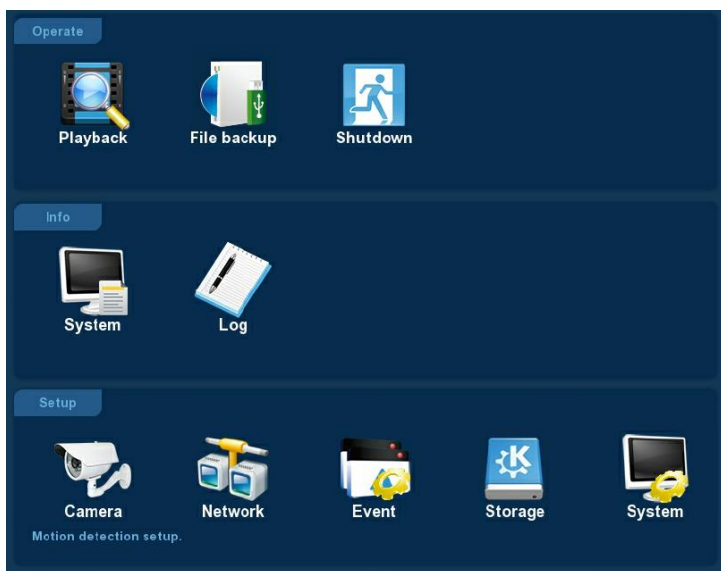 Operate
Playback File backup Shutdown
Info
System Log
Setup
Camera Network Event Storage System
Motion detection setup.